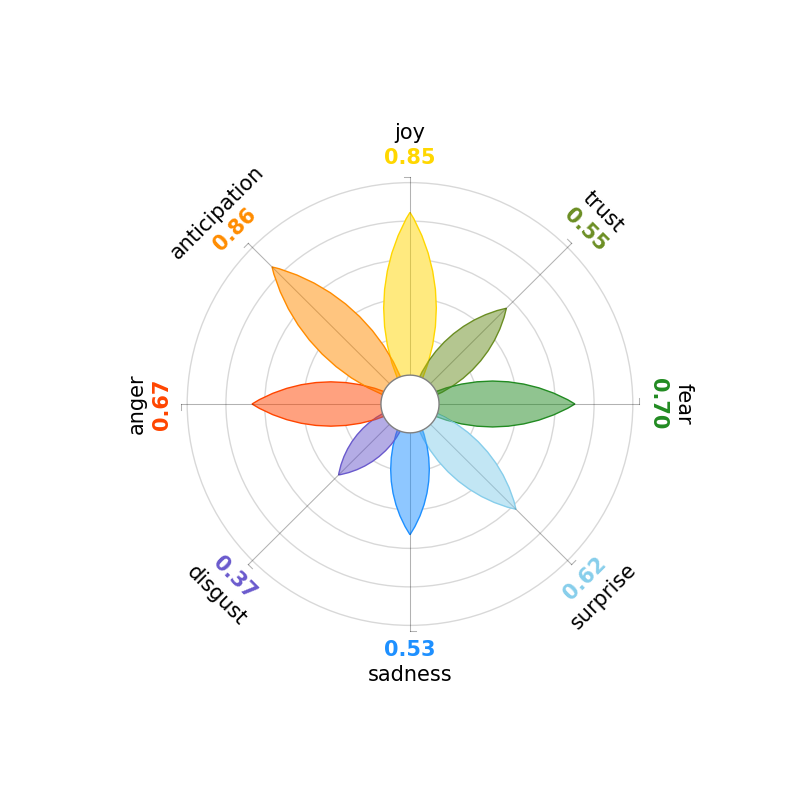 joy
0.85
trust
0.55
fear
0.70
surprise
0.62
sadness
0.53
disgust
0.37
anger
0.67
anticipation
0.86